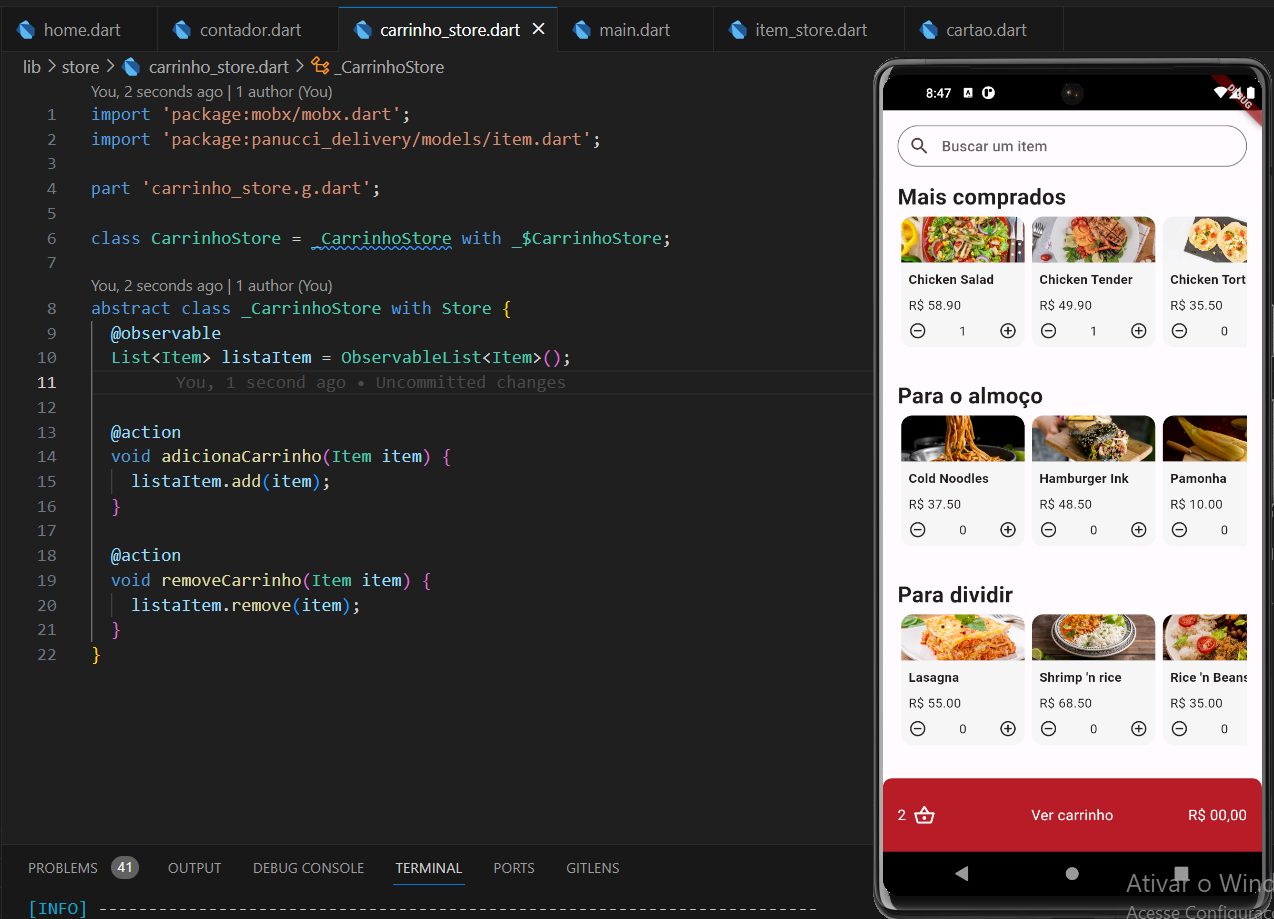 home.dart
contador.dart
carrinho_store.dart
main.dart
item_store.dart
cartao.dart
lib > store > carrinho_store.dart > _CarrinhoStore
You, 2 seconds ago | 1 author (You)
1 import 'package:mobx/mobx.dart';
2 import 'package:panucci_delivery/models/item.dart';
3
4 part 'carrinho_store.g.dart';
5
6 class CarrinhoStore = _CarrinhoStore with _$CarrinhoStore;
7
You, 2 seconds ago | 1 author (You)
8 abstract class _CarrinhoStore with Store {
9 @observable
10 List<Item> listaItem = ObservableList<Item>();
11 You, 1 second ago • Uncommitted changes
12
13 @action
14 void adicionaCarrinho(Item item) {
15 listaItem.add(item);
16 }
17
18 @action
19 void removeCarrinho(Item item) {
20 listaItem.remove(item);
21 }
22 }
PROBLEMS 41 OUTPUT DEBUG CONSOLE TERMINAL PORTS GITLENS
[INFO] ------------------------------------------------------------------------
8:47
DEBUG
Buscar um item
Mais comprados
Chicken Salad
R$ 58.90
1
Chicken Tender
R$ 49.90
1
Chicken Tort
R$ 35.50
0
Para o almoço
Cold Noodles
R$ 37.50
0
Hamburger Ink
R$ 48.50
0
Pamonha
R$ 10.00
0
Para dividir
Lasagna
R$ 55.00
0
Shrimp 'n rice
R$ 68.50
0
Rice 'n Beans
R$ 35.00
0
2 Ver carrinho R$ 00,00
Ativar o Wind
Acesse Configuraç